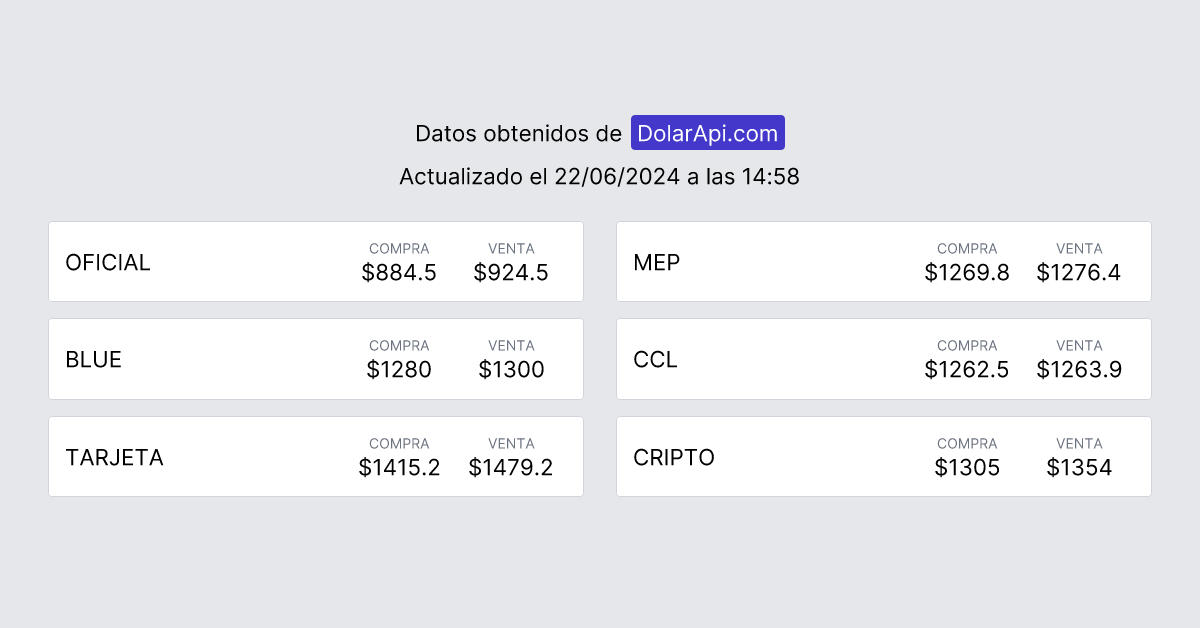 Datos obtenidos de DolarApi.com
Actualizado el 22/06/2024 a las 14:58
OFICIAL
COMPRA VENTA
$884.5 $924.5
MEP
COMPRA VENTA
$1269.8 $1276.4
BLUE
COMPRA VENTA
$1280 $1300
CCL
COMPRA VENTA
$1262.5 $1263.9
TARJETA
COMPRA VENTA
$1415.2 $1479.2
CRIPTO
COMPRA VENTA
$1305 $1354